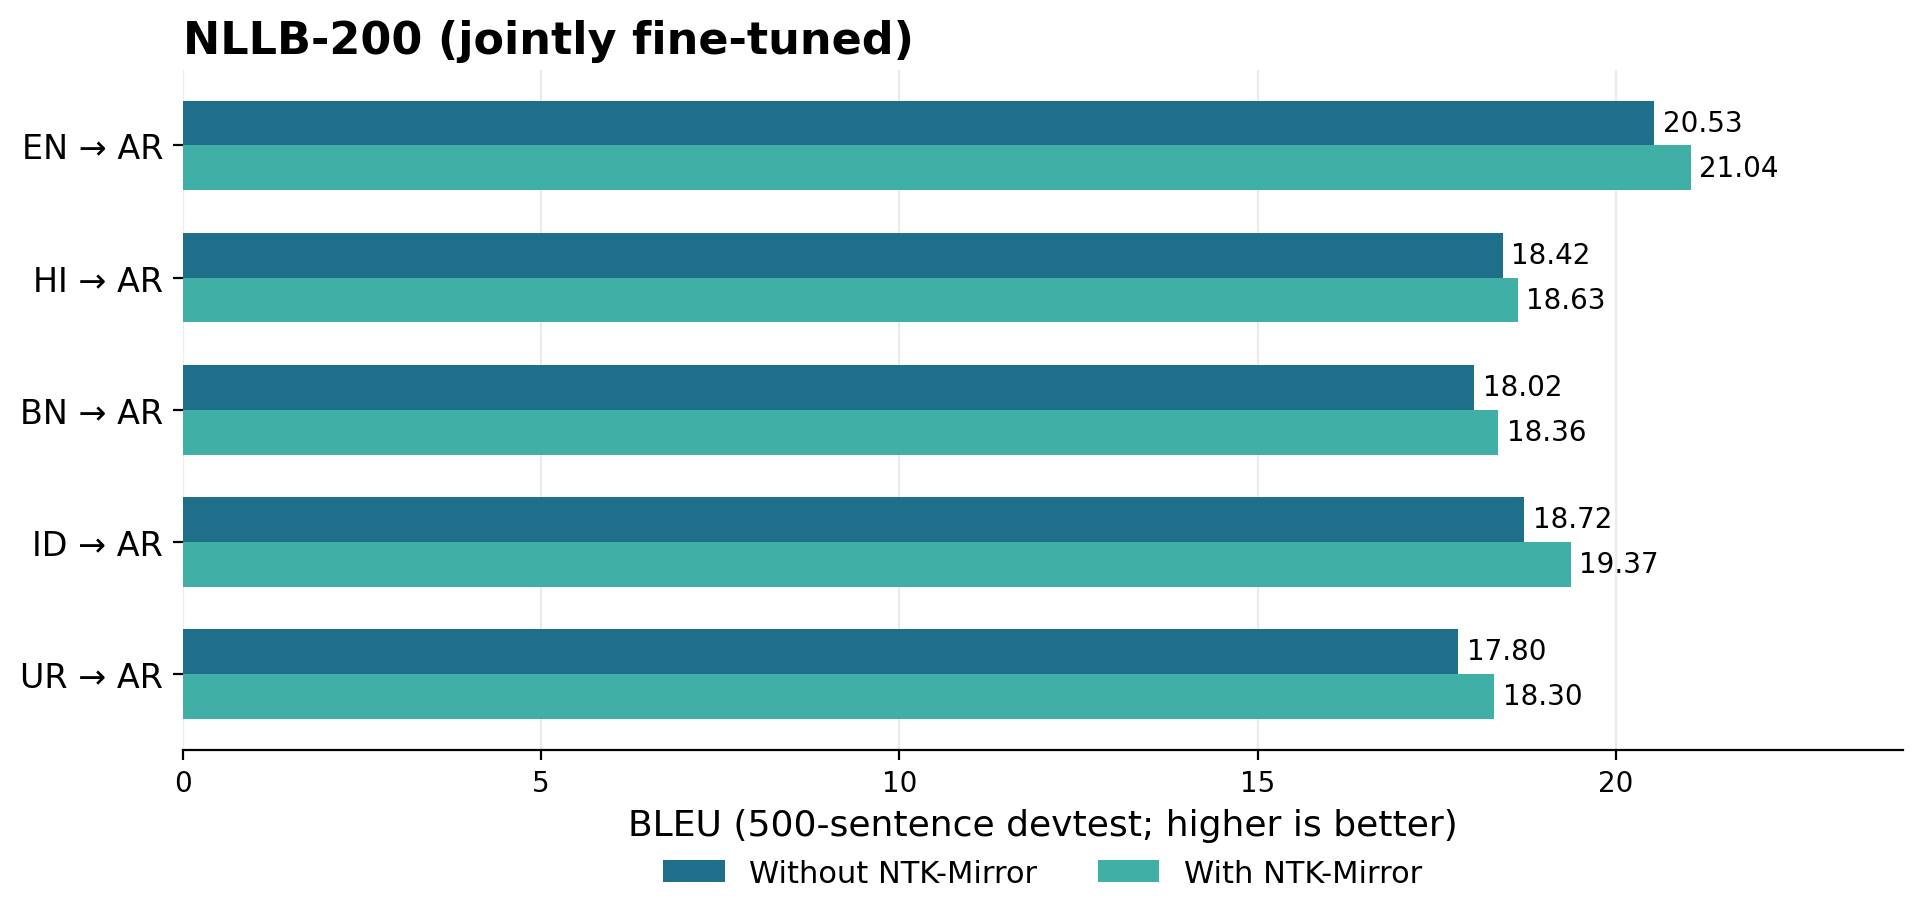 NLLB-200 (jointly fine-tuned)
EN → AR
20.53
21.04
HI → AR
18.42
18.63
BN → AR
18.02
18.36
ID → AR
18.72
19.37
UR → AR
17.80
18.30
0 5 10 15 20
BLEU (500-sentence devtest; higher is better)
Without NTK-Mirror With NTK-Mirror